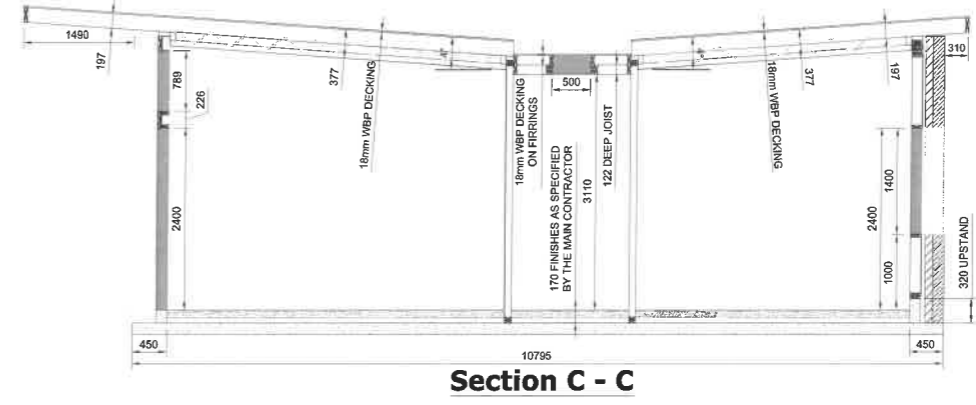 1490
197
789
226
2400
377
18mm WBP DECKING
18mm WBP DECKING
ON FIRRINGS
500
170 FINISHES AS SPECIFIED
BY THE MAIN CONTRACTOR
3110
122 DEEP JOIST
18mm WBP DECKING
377
197
310
2400
1400
1000
320 UPSTAND
450
10795
450
Section C - C